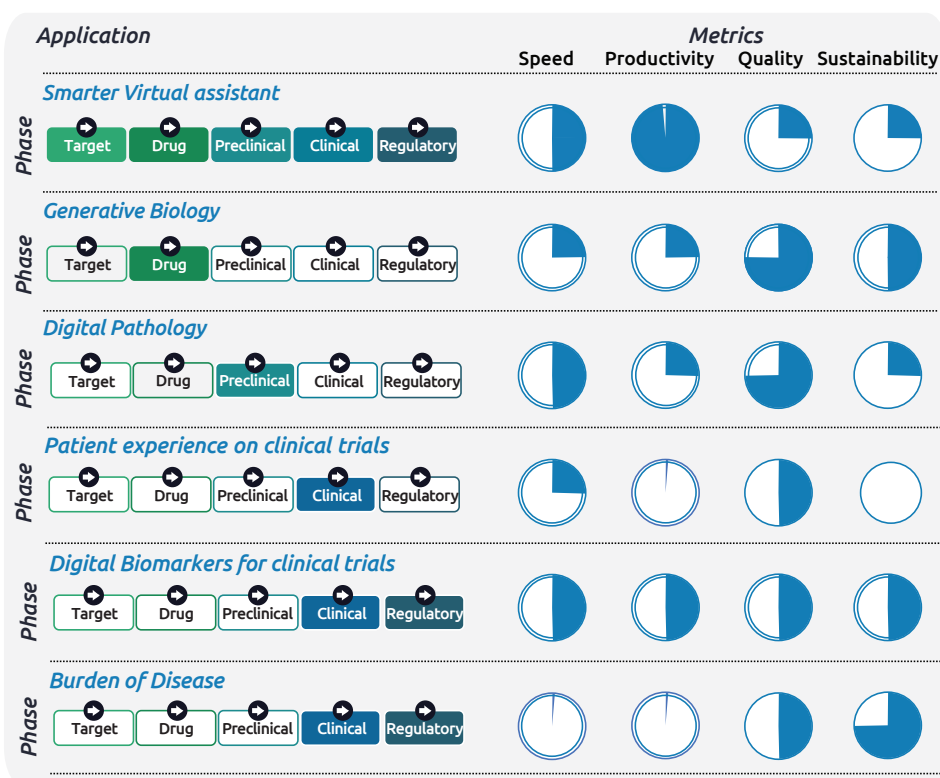 Application Metrics
Speed Productivity Quality Sustainability
Smarter Virtual assistant
Phase
Target Drug Preclinical Clinical Regulatory
Generative Biology
Phase
Target Drug Preclinical Clinical Regulatory
Digital Pathology
Phase
Target Drug Preclinical Clinical Regulatory
Patient experience on clinical trials
Phase
Target Drug Preclinical Clinical Regulatory
Digital Biomarkers for clinical trials
Phase
Target Drug Preclinical Clinical Regulatory
Burden of Disease
Phase
Target Drug Preclinical Clinical Regulatory